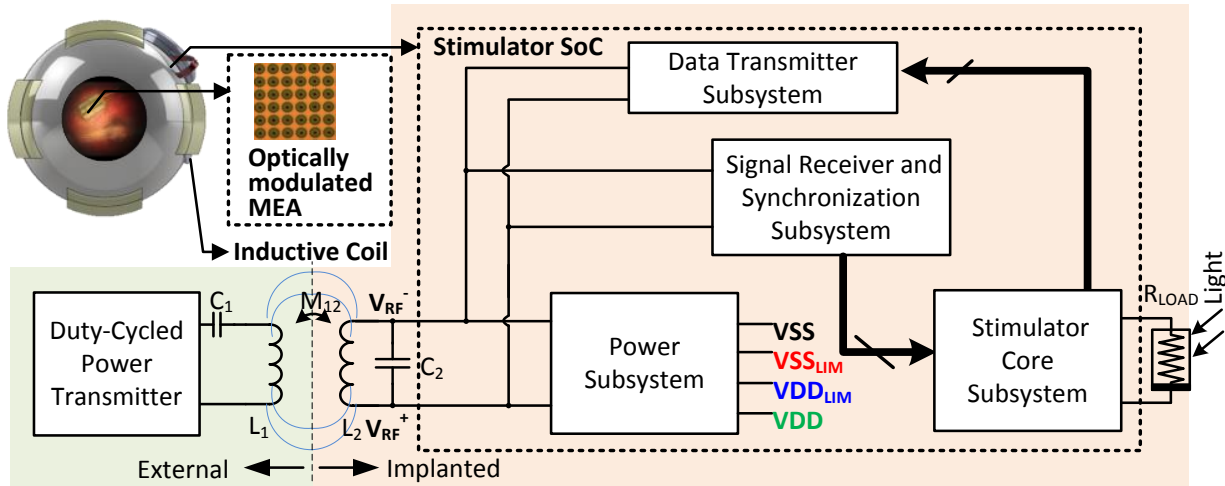 Stimulator SoC
Data Transmitter
Subsystem
Optically
modulated
MEA
Signal Receiver and
Synchronization
Subsystem
Inductive Coil
Duty-Cycled
Power
Transmitter
C1
M12
L1
L2
VRF-
VRF+
C2
Power
Subsystem
VSS
VSSLIM
VDDLIM
VDD
Stimulator
Core
Subsystem
RLOAD
Light
External
Implanted